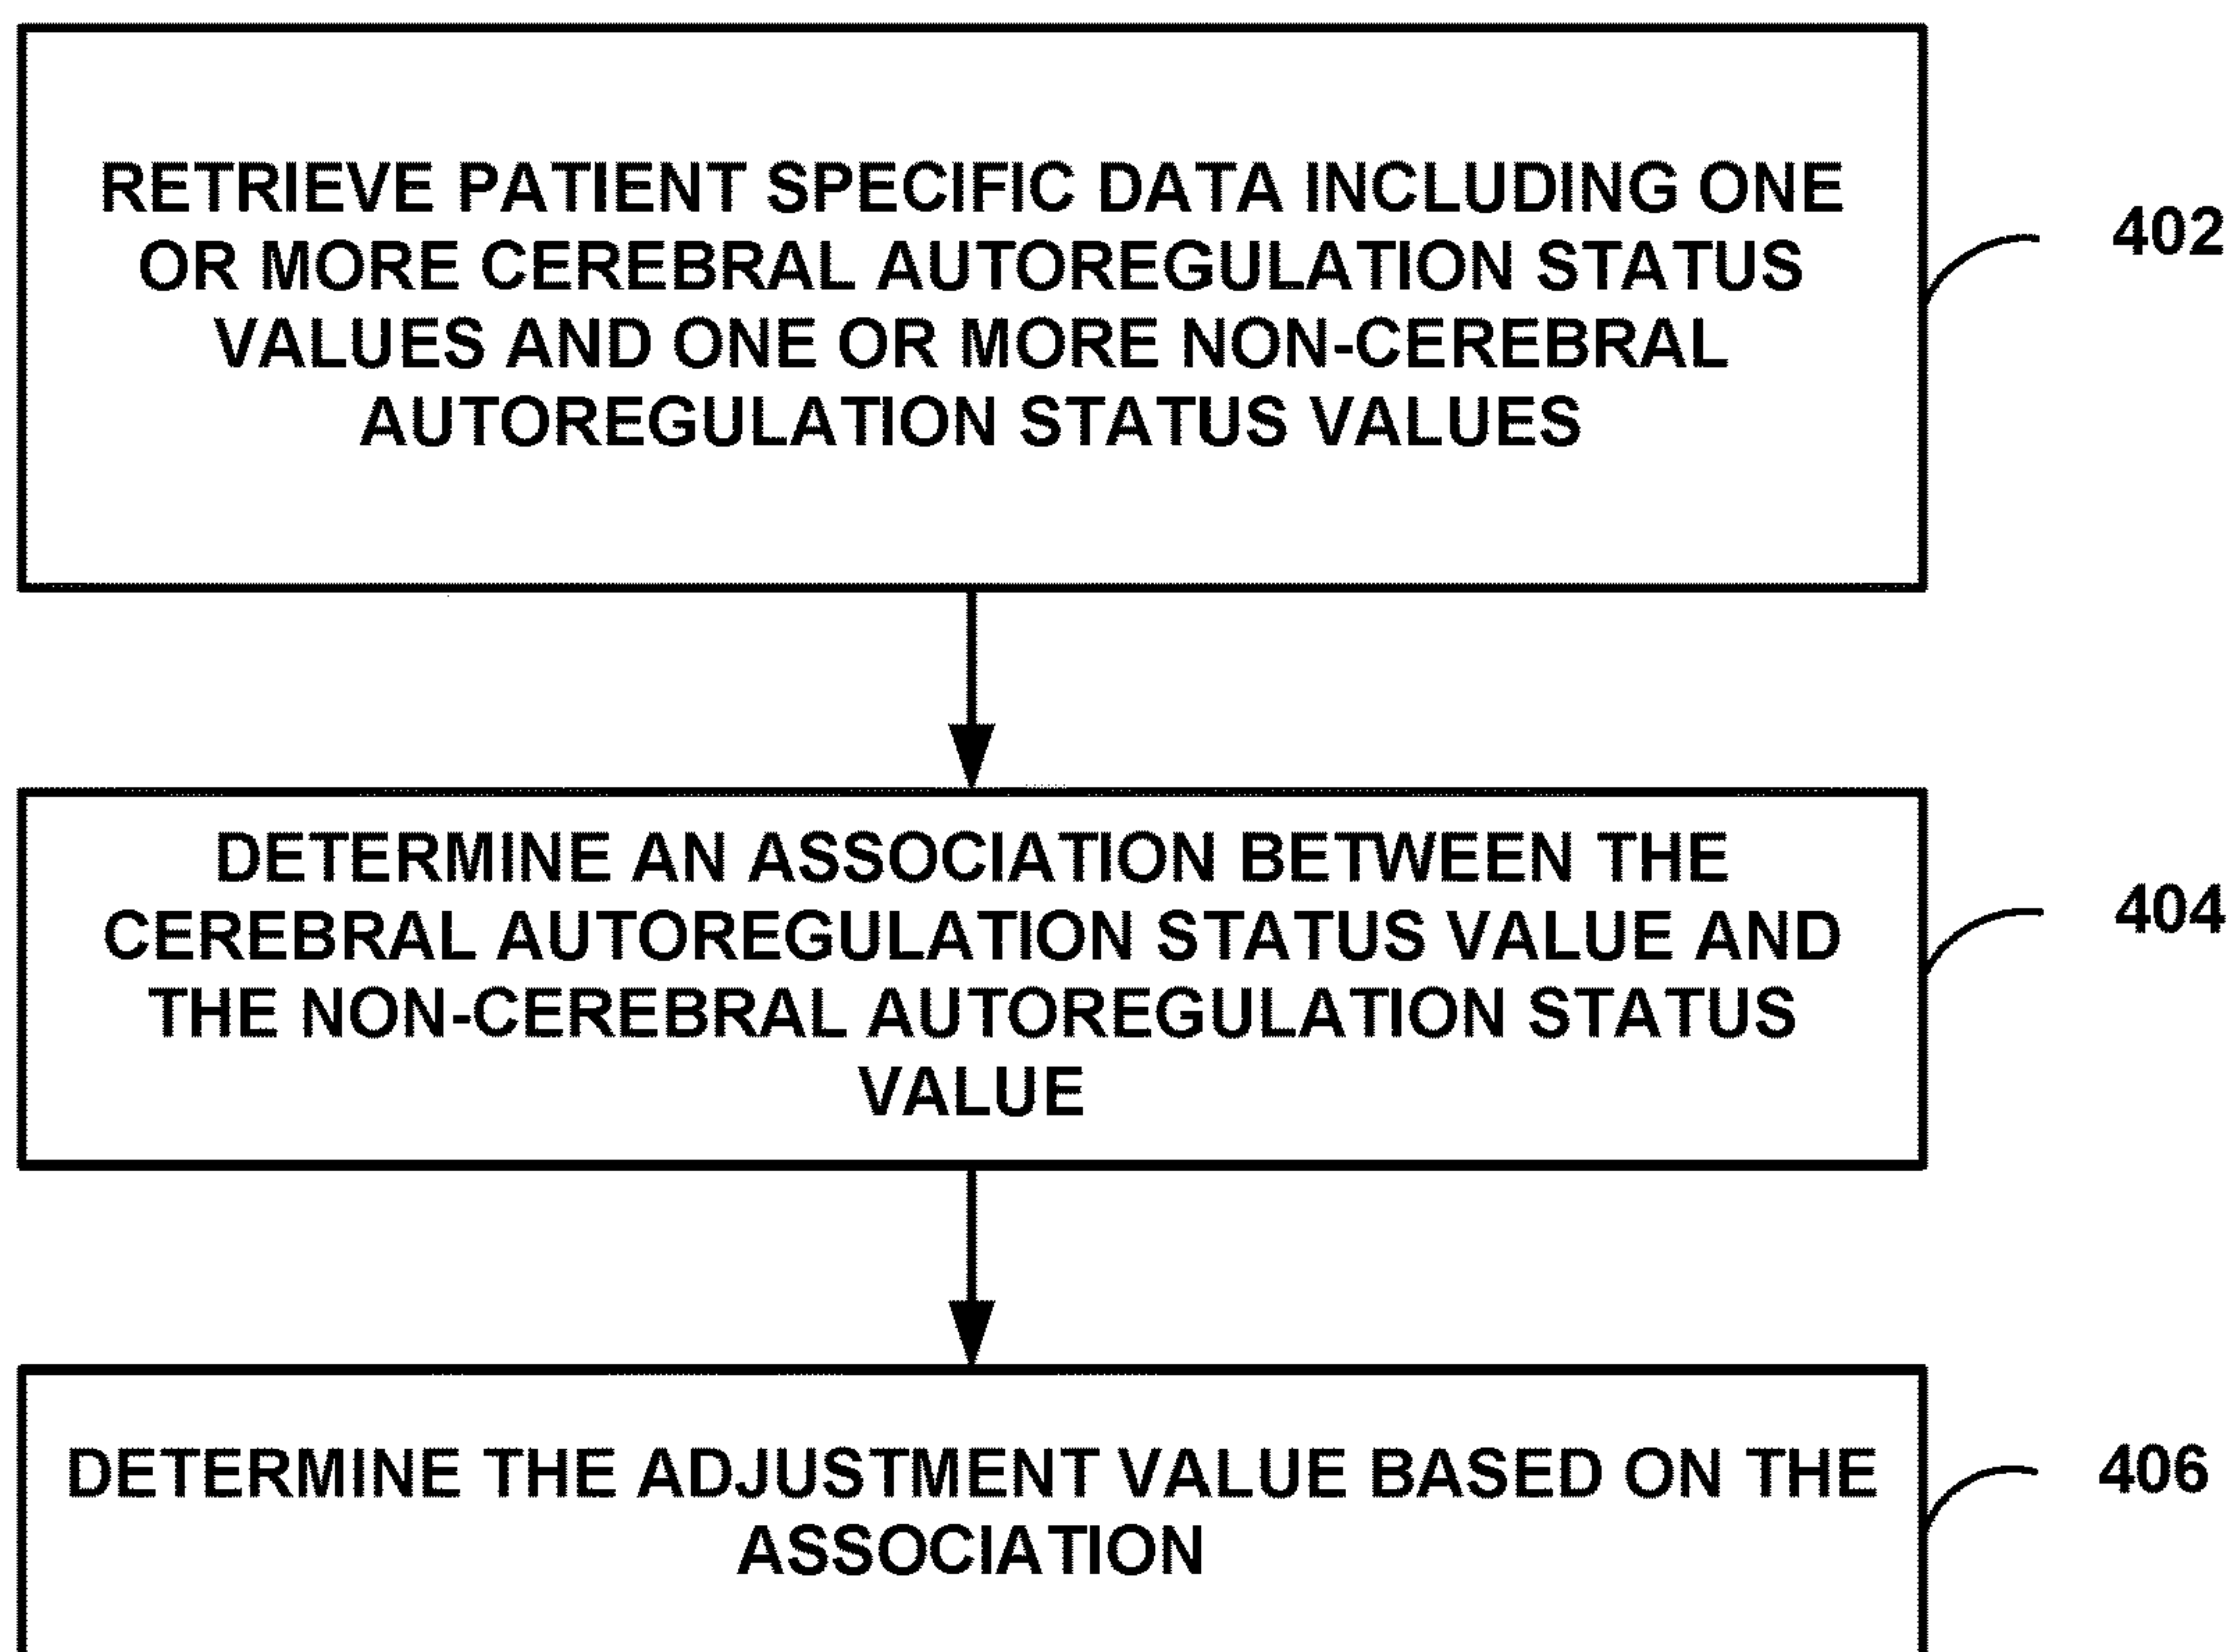 RETRIEVE PATIENT SPECIFIC DATA INCLUDING ONE
OR MORE CEREBRAL AUTOREGULATION STATUS
VALUES AND ONE OR MORE NON-CEREBRAL
AUTOREGULATION STATUS VALUES
402
DETERMINE AN ASSOCIATION BETWEEN THE
CEREBRAL AUTOREGULATION STATUS VALUE AND
THE NON-CEREBRAL AUTOREGULATION STATUS
VALUE
404
DETERMINE THE ADJUSTMENT VALUE BASED ON THE
ASSOCIATION
406